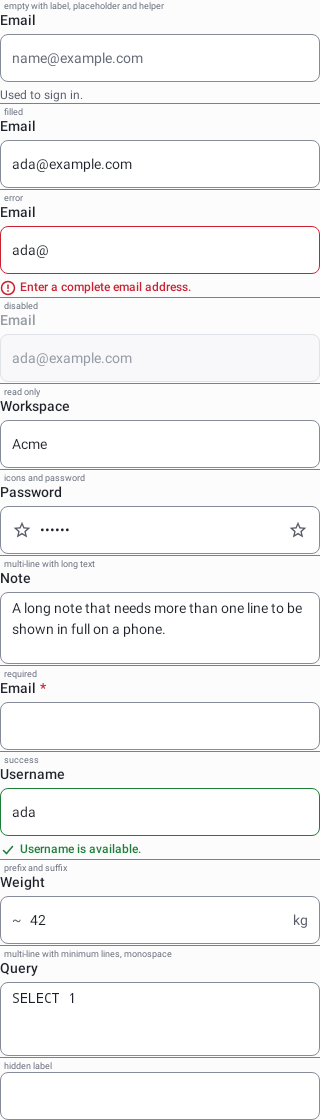 empty with label, placeholder and helper
Email
name@example.com
Used to sign in.
filled
Email
ada@example.com
error
Email
ada@
Enter a complete email address.
disabled
Email
ada@example.com
read only
Workspace
Acme
icons and password
Password
••••••
multi-line with long text
Note
A long note that needs more than one line to be
shown in full on a phone.
required
Email *
success
Username
ada
Username is available.
prefix and suffix
Weight
~ 42 kg
multi-line with minimum lines, monospace
Query
SELECT 1
hidden label